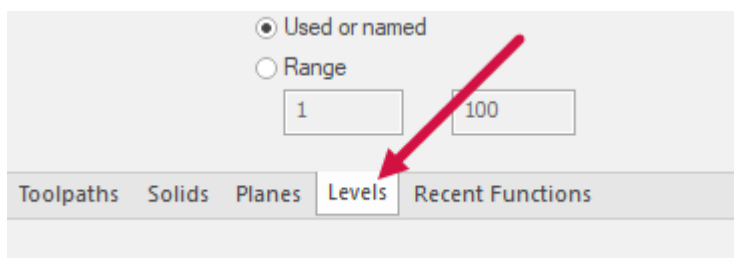 Used or named
Range
1 100
Toolpaths Solids Planes Levels Recent Functions